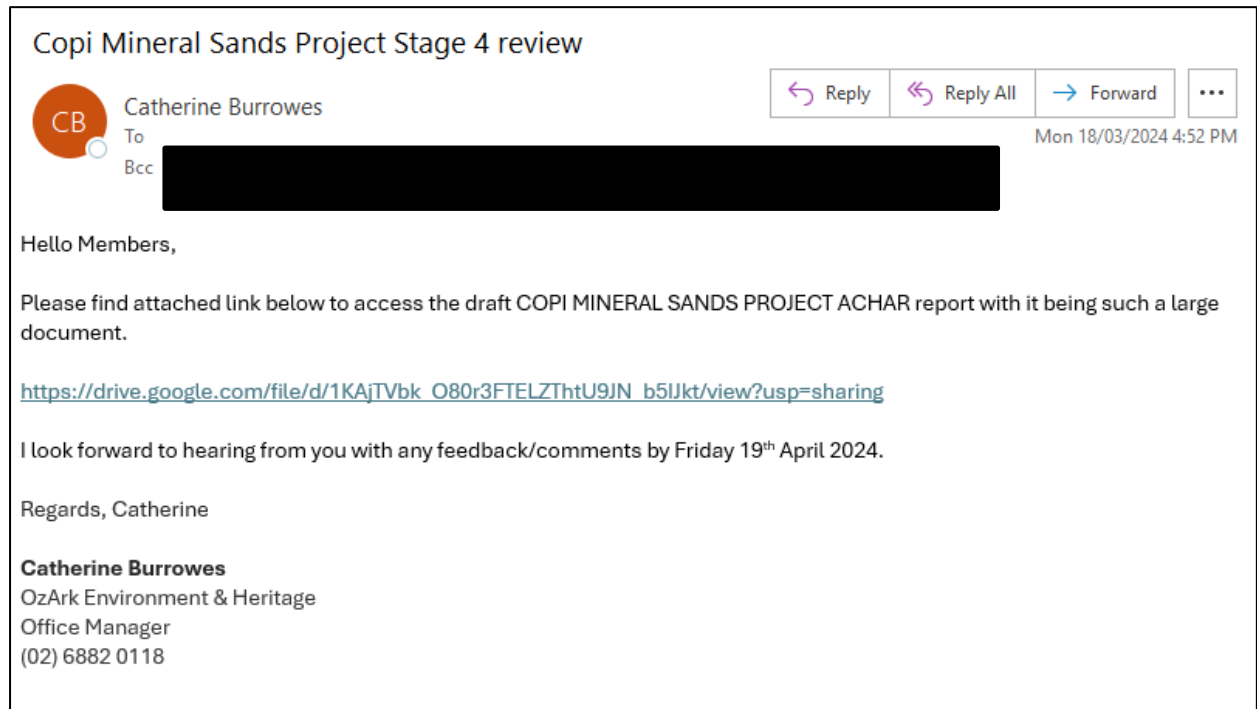 Copi Mineral Sands Project Stage 4 review
Reply
Reply All
Forward
...
CB
Catherine Burrowes
To
Mon 18/03/2024 4:52 PM
Bcc
Hello Members,
Please find attached link below to access the draft COPI MINERAL SANDS PROJECT ACHAR report with it being such a large
document.
https://drive.google.com/file/d/1KAjTVbk_O80r3FTELZThtU9JN_b5lJkt/view?usp=sharing
I look forward to hearing from you with any feedback/comments by Friday 19th April 2024.
Regards, Catherine
Catherine Burrowes
OzArk Environment & Heritage
Office Manager
(02) 6882 0118